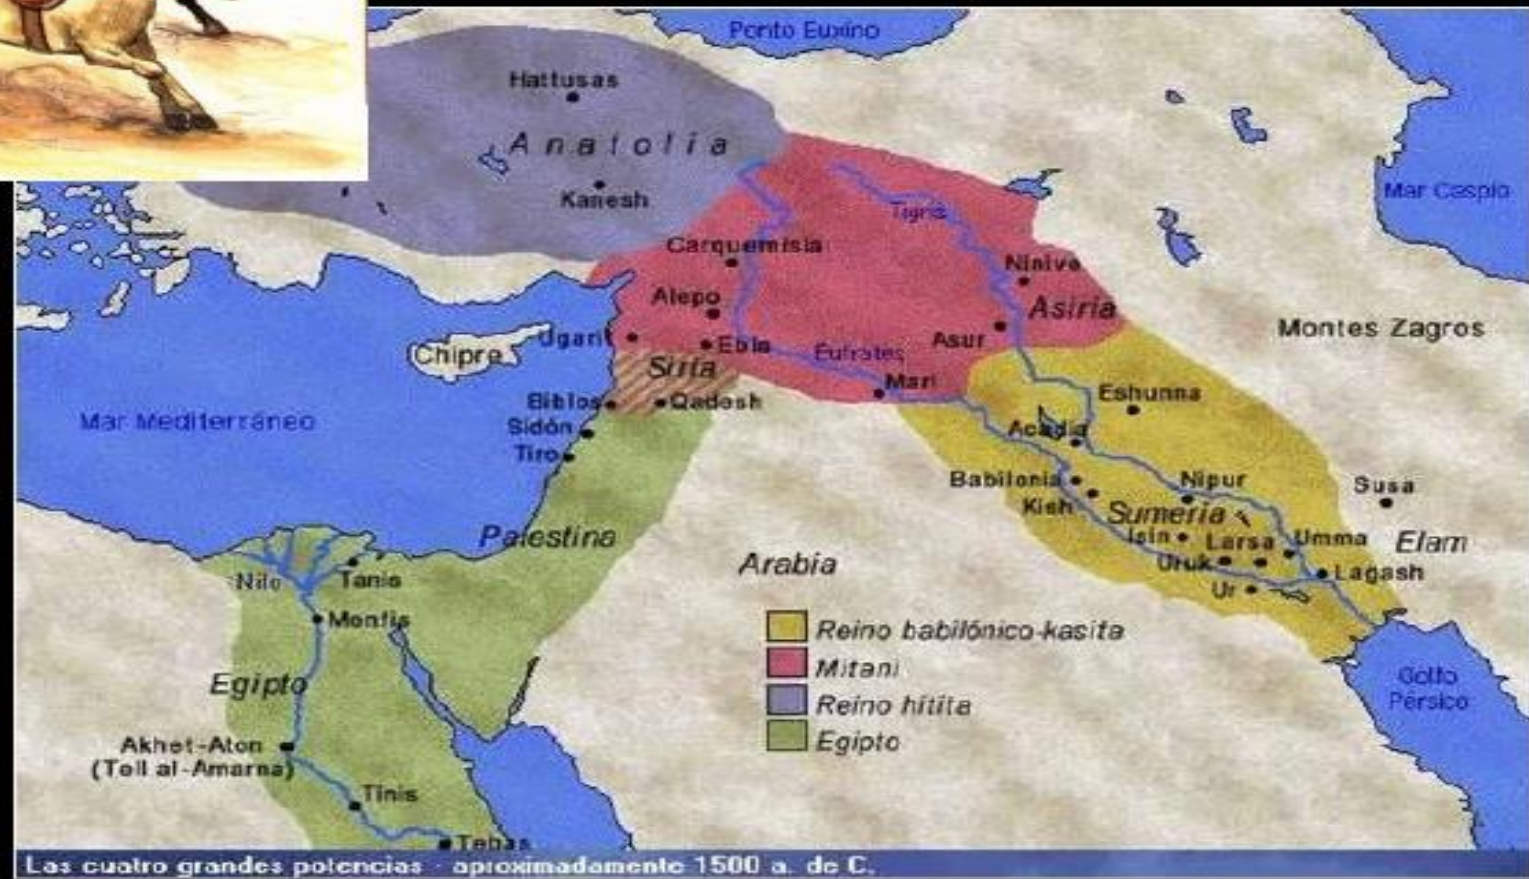 Ponto Euxino
Hattusas
Anatolia
Kanesh
Mar Caspio
Tigris
Carquemisia
Ninive
Alepo
Asiria
Montes Zagros
Asur
Ugarit
Chipre
Ebla
Eufrates
Siria
Mari
Eshunna
Biblos
Qadesh
Mar Mediterráneo
Sidón
Acadia
Tiro
Babilonia
Nipur
Susa
Kish
Sumeria
Palestina
Isin
Larsa
Umma
Elam
Arabia
Uruk
Lagash
Nilo
Tanis
Ur
Menfis
Reino babilónico-kasita
Mitani
Egipto
Golfo
Pérsico
Reino hitita
Egipto
Akhet-Aton
(Tell al-Amarna)
Tinis
Tebas
Las cuatro grandes potencias - aproximadamente 1500 a. de C.